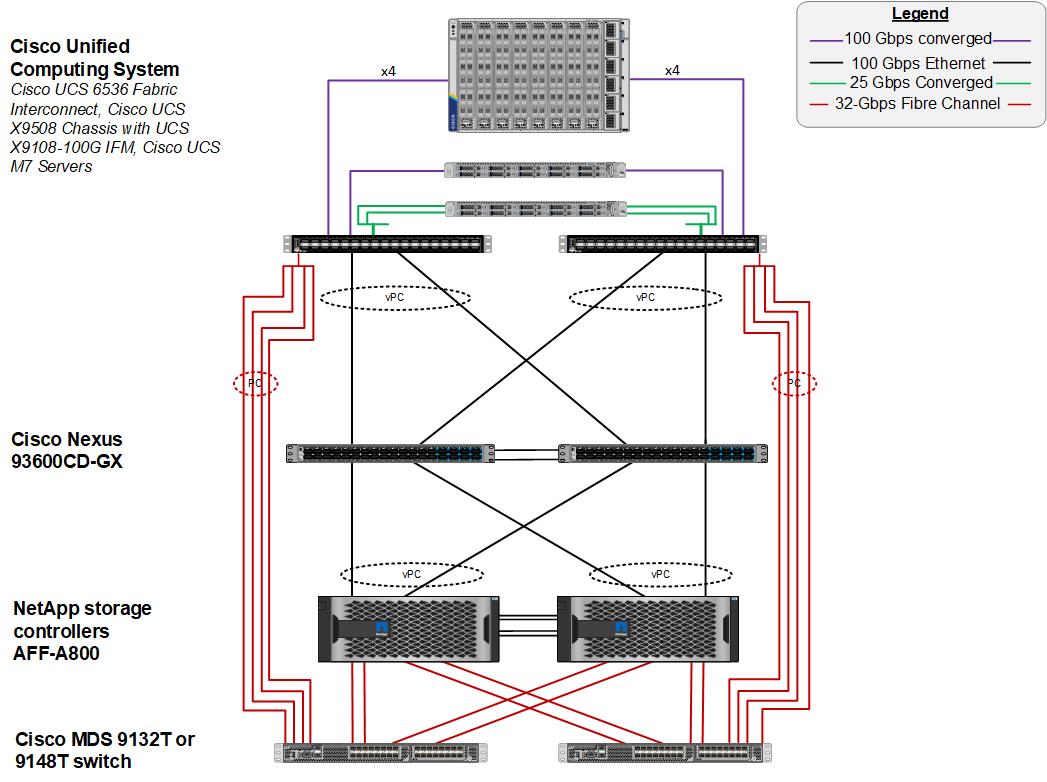 Cisco Unified
Computing System
Cisco UCS 6536 Fabric
Interconnect, Cisco UCS
X9508 Chassis with UCS
X9108-100G IFM, Cisco UCS
M7 Servers
x4
x4
Legend
100 Gbps converged
100 Gbps Ethernet
25 Gbps Converged
32-Gbps Fibre Channel
CISCO
vPC
vPC
PC
PC
Cisco Nexus
93600CD-GX
vPC
vPC
NetApp storage
controllers
AFF-A800
NetApp
NetApp
Cisco MDS 9132T or
9148T switch